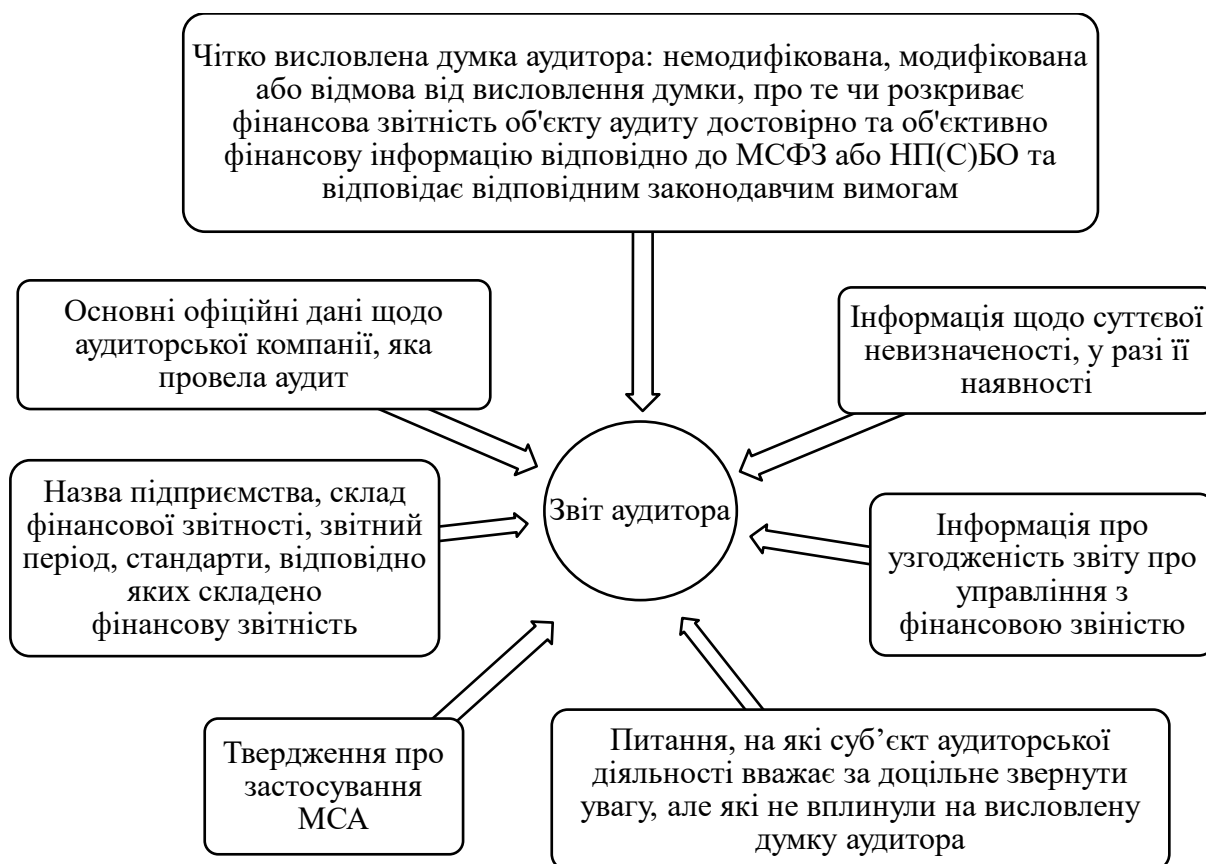 Чітко висловлена думка аудитора: немодифікована, модифікована
або відмова від висловлення думки, про те чи розкриває
фінансова звітність об'єкту аудиту достовірно та об'єктивно
фінансову інформацію відповідно до МСФЗ або НП(С)БО та
відповідає відповідним законодавчим вимогам
Основні офіційні дані щодо
аудиторської компанії, яка
провела аудит
Інформація щодо суттєвої
невизначеності, у разі її
наявності
Назва підприємства, склад
фінансової звітності, звітний
період, стандарти, відповідно
яких складено
фінансову звітність
Звіт аудитора
Інформація про
узгодженість звіту про
управління з
фінансовою звіністю
Твердження про
застосування
МСА
Питання, на які суб’єкт аудиторської
діяльності вважає за доцільне звернути
увагу, але які не вплинули на висловлену
думку аудитора